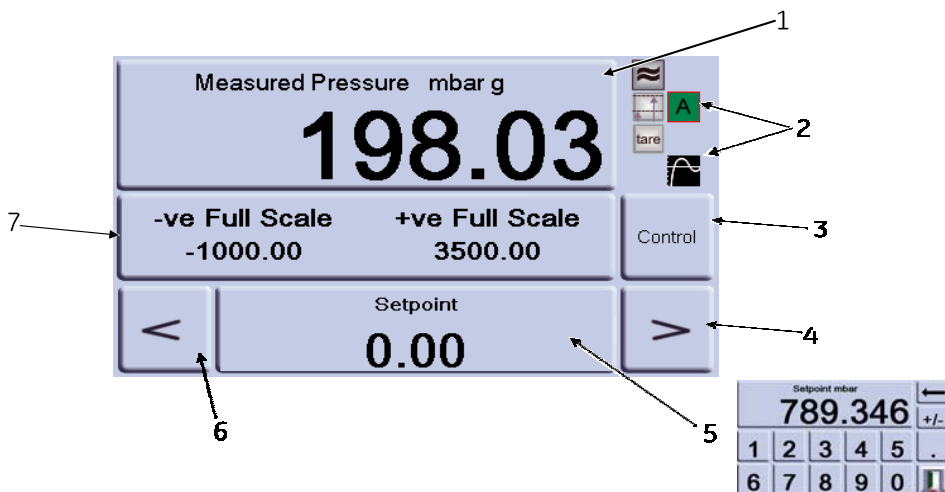 1
Measured Pressure mbar g
198.03
A
tare
2
-ve Full Scale +ve Full Scale
-1000.00 3500.00
Control
3
7
Setpoint
0.00
<
>
4
5
6
Setpoint mbar
789.346
+/-
1 2 3 4 5 .
6 7 8 9 0